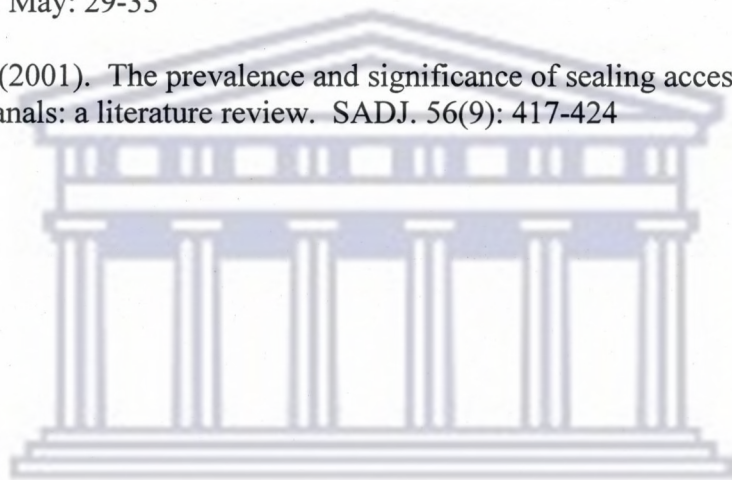 May: 29-33
(2001). The prevalence and significance of sealing acces
anals: a literature review. SADJ. 56(9): 417-424